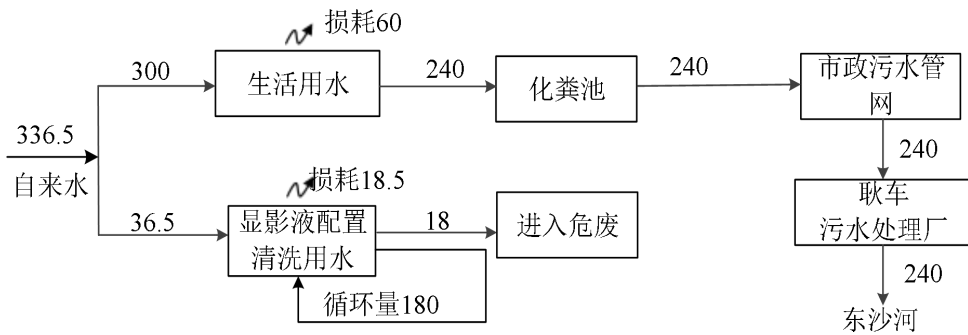 损耗60
300
生活用水
240
化粪池
240
市政污水管
网
336.5
自来水
240
损耗18.5
36.5
显影液配置
清洗用水
18
进入危废
耿车
污水处理厂
循环量180
240
东沙河